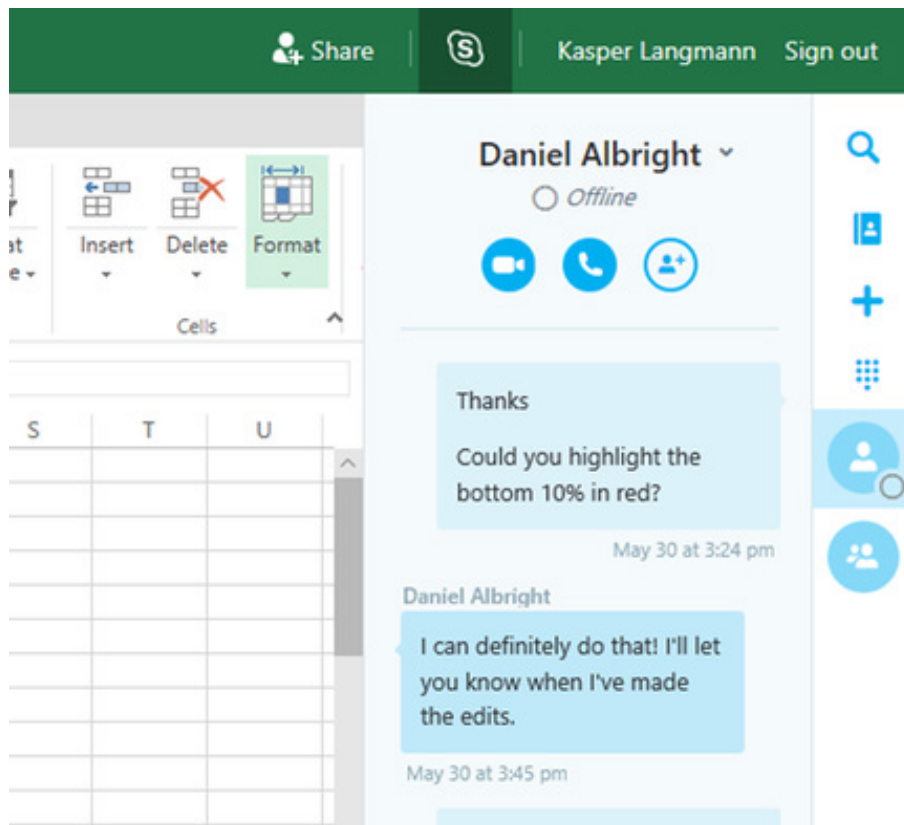 Share
Kasper Langmann
Sign out
Insert
Delete
Format
Cells
S
T
U
Daniel Albright
Offline
Thanks
Could you highlight the
bottom 10% in red?
May 30 at 3:24 pm
Daniel Albright
I can definitely do that! I'll let
you know when I've made
the edits.
May 30 at 3:45 pm